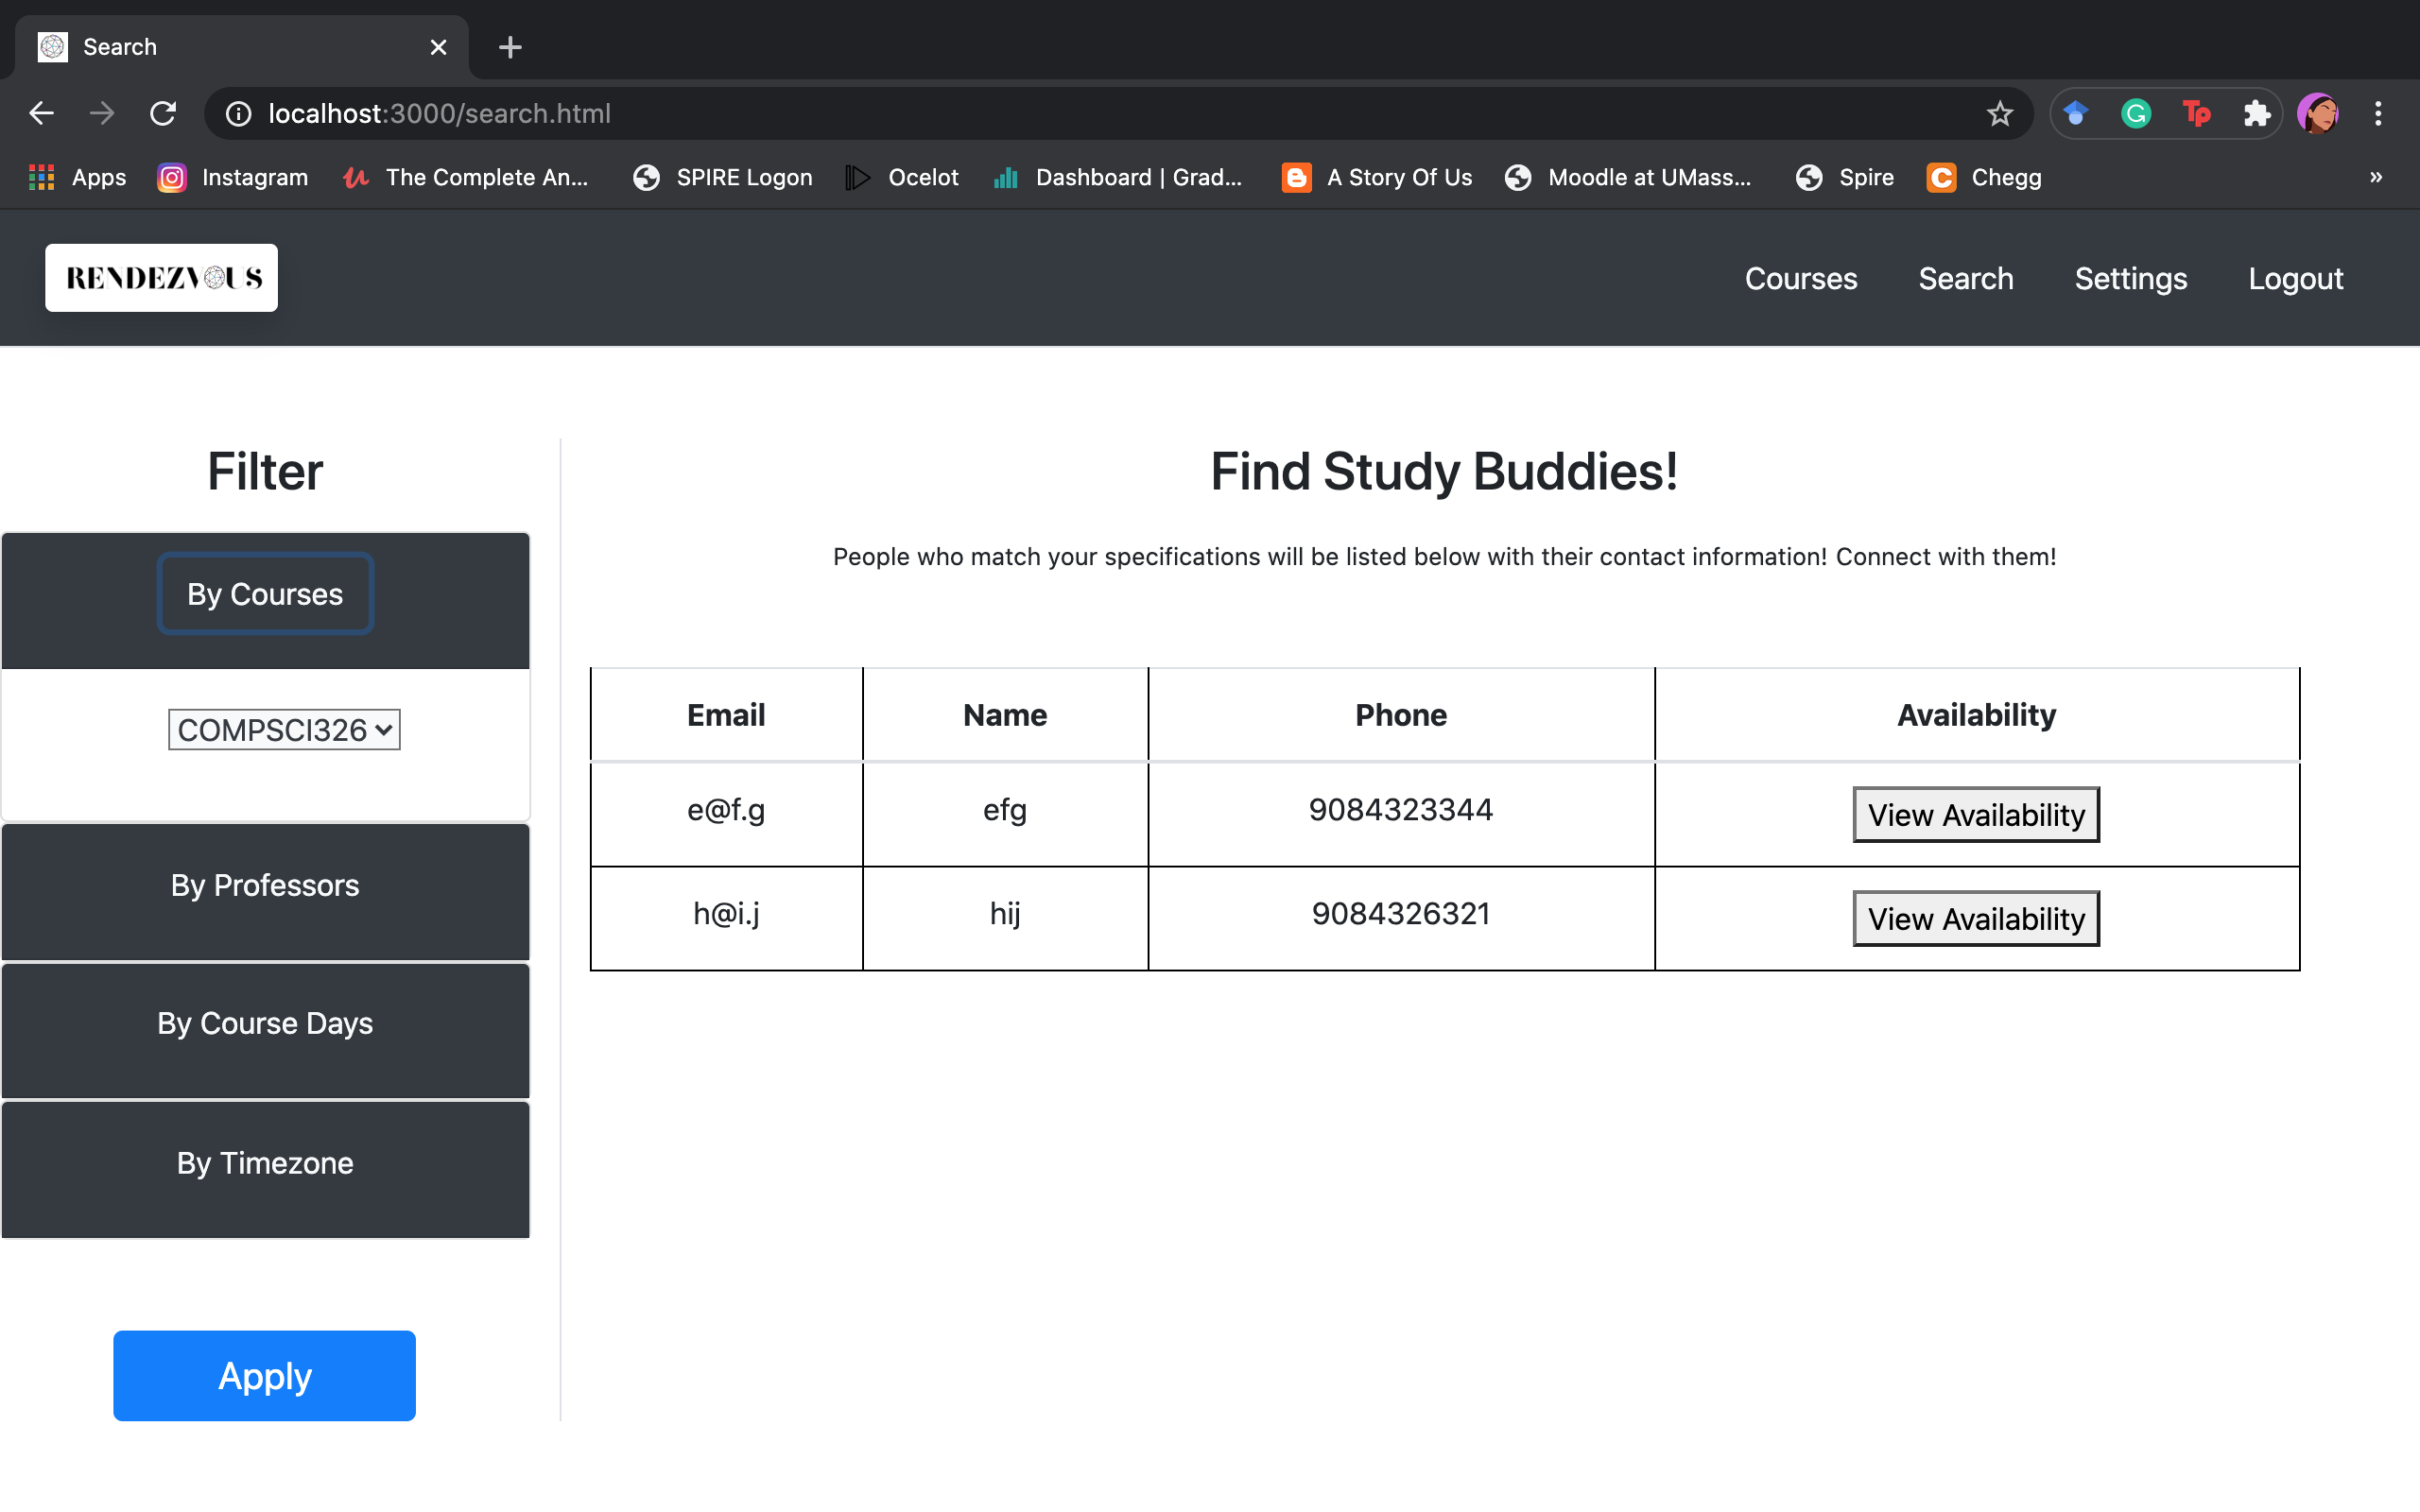 Search
localhost:3000/search.html
Apps Instagram The Complete An... SPIRE Logon Ocelot Dashboard | Grad... A Story Of Us Moodle at UMass... Spire Chegg »
RENDEZVOUS
Courses Search Settings Logout
Filter
By Courses
COMPSCI326
By Professors
By Course Days
By Timezone
Apply
Find Study Buddies!
People who match your specifications will be listed below with their contact information! Connect with them!
Email Name Phone Availability
e@f.g efg 9084323344 View Availability
h@i.j hij 9084326321 View Availability